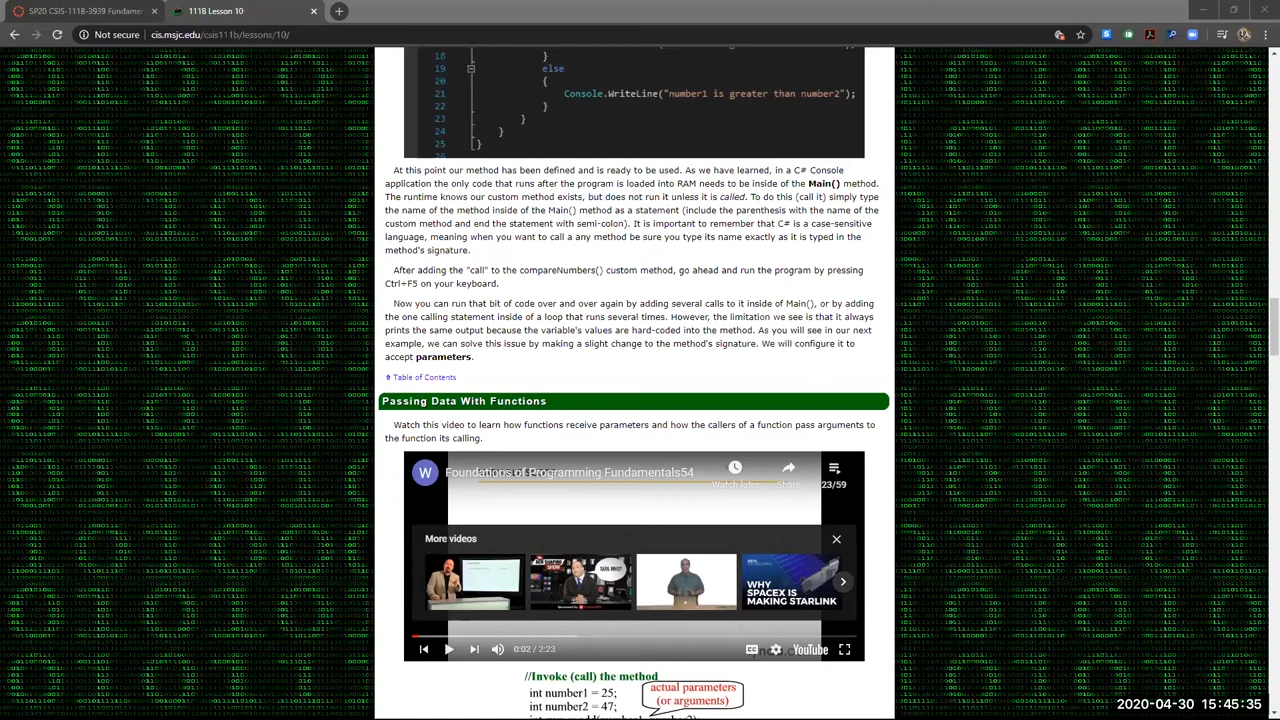 SP20 CSIS-111B-3939 Fundame
111B Lesson 10
Not secure
cis.msjc.edu/cis111b/lessons/10/
18 }
19 else
20 {
21 Console.WriteLine("number1 is greater than number2");
22 }
23 }
24 }
25
At this point our method has been defined and is ready to be used. As we have learned, in a C# Console
application the only code that runs after the program is loaded into RAM needs to be inside of the Main() method.
The runtime knows our custom method exists, but does not run it unless it is called. To do this (call it) simply type
the name of the method inside of the Main() method as a statement (include the parenthesis with the name of the
custom
and end the statement with semi-colon). It is important to remember that C# is a case-sensitive
language, meaning when you want to call a any method be sure you type its name exactly as it is typed in the
method's signature.
After adding the "call" to the compareNumbers() custom method, go ahead and run the program by pressing
Ctrl+F5 on your keyboard.
Now you can run that bit of code over and over again by adding several calls to it inside of Main(), or by adding
the one calling statement inside of a loop that runs several times. However, the limitation we see is that it always
prints the same output because the variable's values are hard-coded into the method. As you will see in our next
example, we can solve this issue by making a slight change to the method's signature. We will configure it to
accept parameters.
Table of Contents
Passing Data With Functions
Watch this video to learn how functions receive parameters and how the callers of a function pass arguments to
the function its calling.
W
Foundations of Programming Fundamentals54
Watch later
Share
23/59
More videos
WHY
SPACEX IS
MAKING STARLINK
0:02 / 2:23
CC
YouTube
//Invoke (call) the method
int number1 = 25;
int number2 = 47;
actual parameters
(or arguments)
2020-04-30 15:45:35